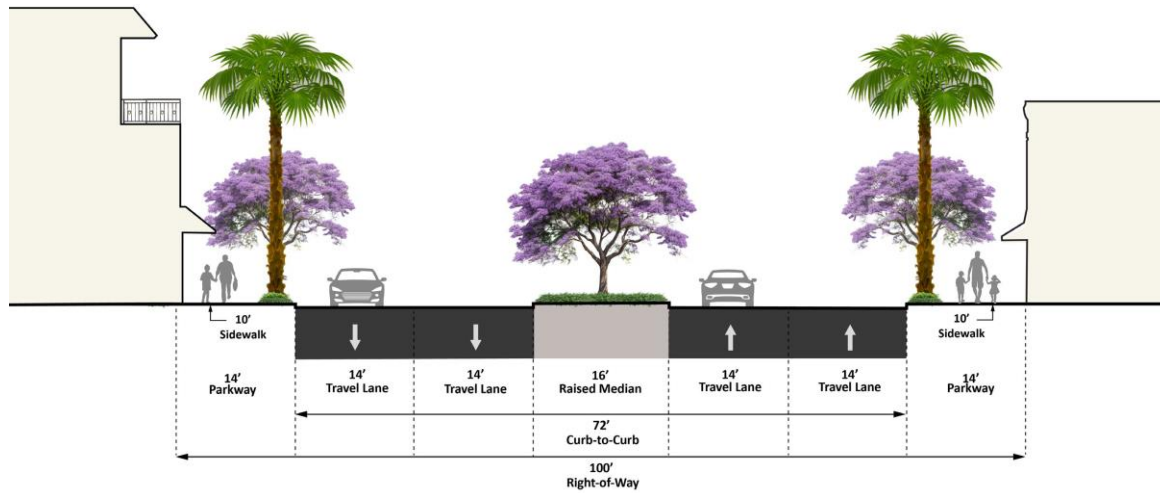 10'
Sidewalk
10'
Sidewalk
14'
Parkway
14'
Travel Lane
14'
Travel Lane
16'
Raised Median
14'
Travel Lane
14'
Travel Lane
14'
Parkway
72'
Curb-to-Curb
100'
Right-of-Way